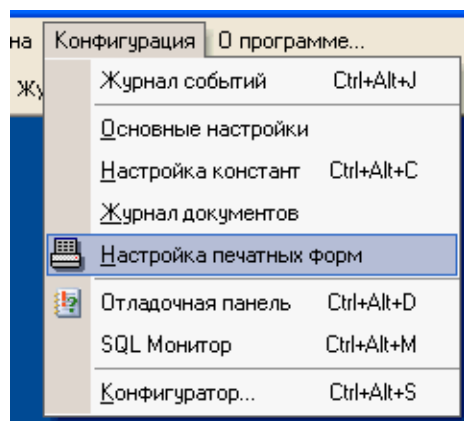 на Конфигурация О программе...
Жу
Журнал событий Ctrl+Alt+J
Основные настройки
Настройка констант Ctrl+Alt+C
Журнал документов
Настройка печатных форм
Отладочная панель Ctrl+Alt+D
SQL Монитор Ctrl+Alt+M
Конфигуратор... Ctrl+Alt+S